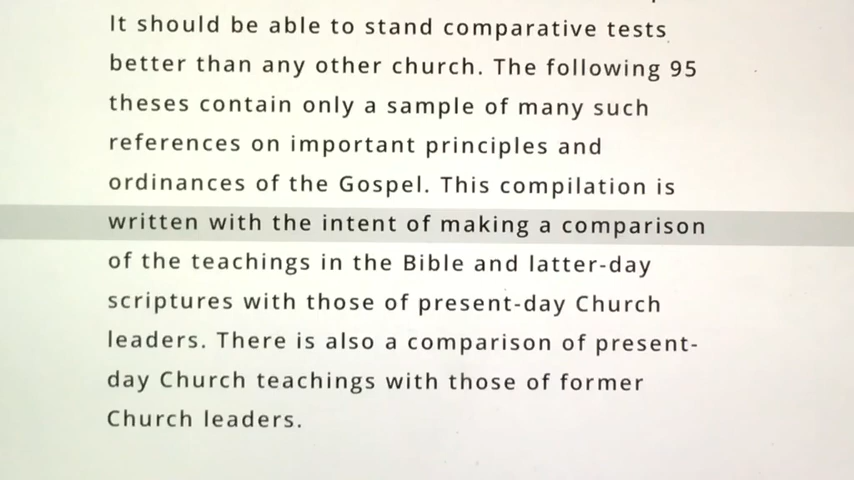 It should be able to stand comparative tests
better than any other church. The following 95
theses contain only a sample of many such
references on important principles and
ordinances of the Gospel. This compilation is
written with the intent of making a comparison
of the teachings in the Bible and latter-day
scriptures with those of present-day Church
leaders. There is also a comparison of present-
day Church teachings with those of former
Church leaders.